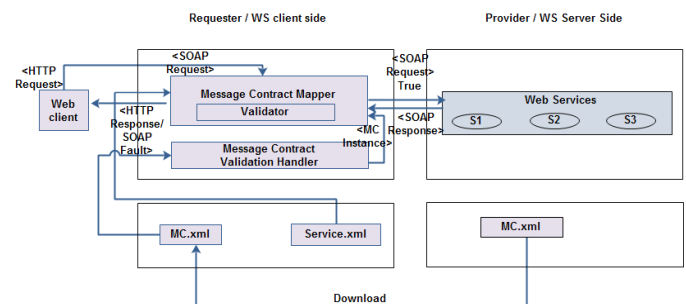 Requester / WS client side
Provider / WS Server Side
<HTTP
Request>
<SOAP
Request>
<SOAP
Request>
True
Message Contract Mapper
Validator
Web
client
<HTTP
Response/
SOAP
Fault>
<MC
Instance>
<SOAP
Response>
Web Services
S1
S2
S3
Message Contract
Validation Handler
MC.xml
Service.xml
MC.xml
Download